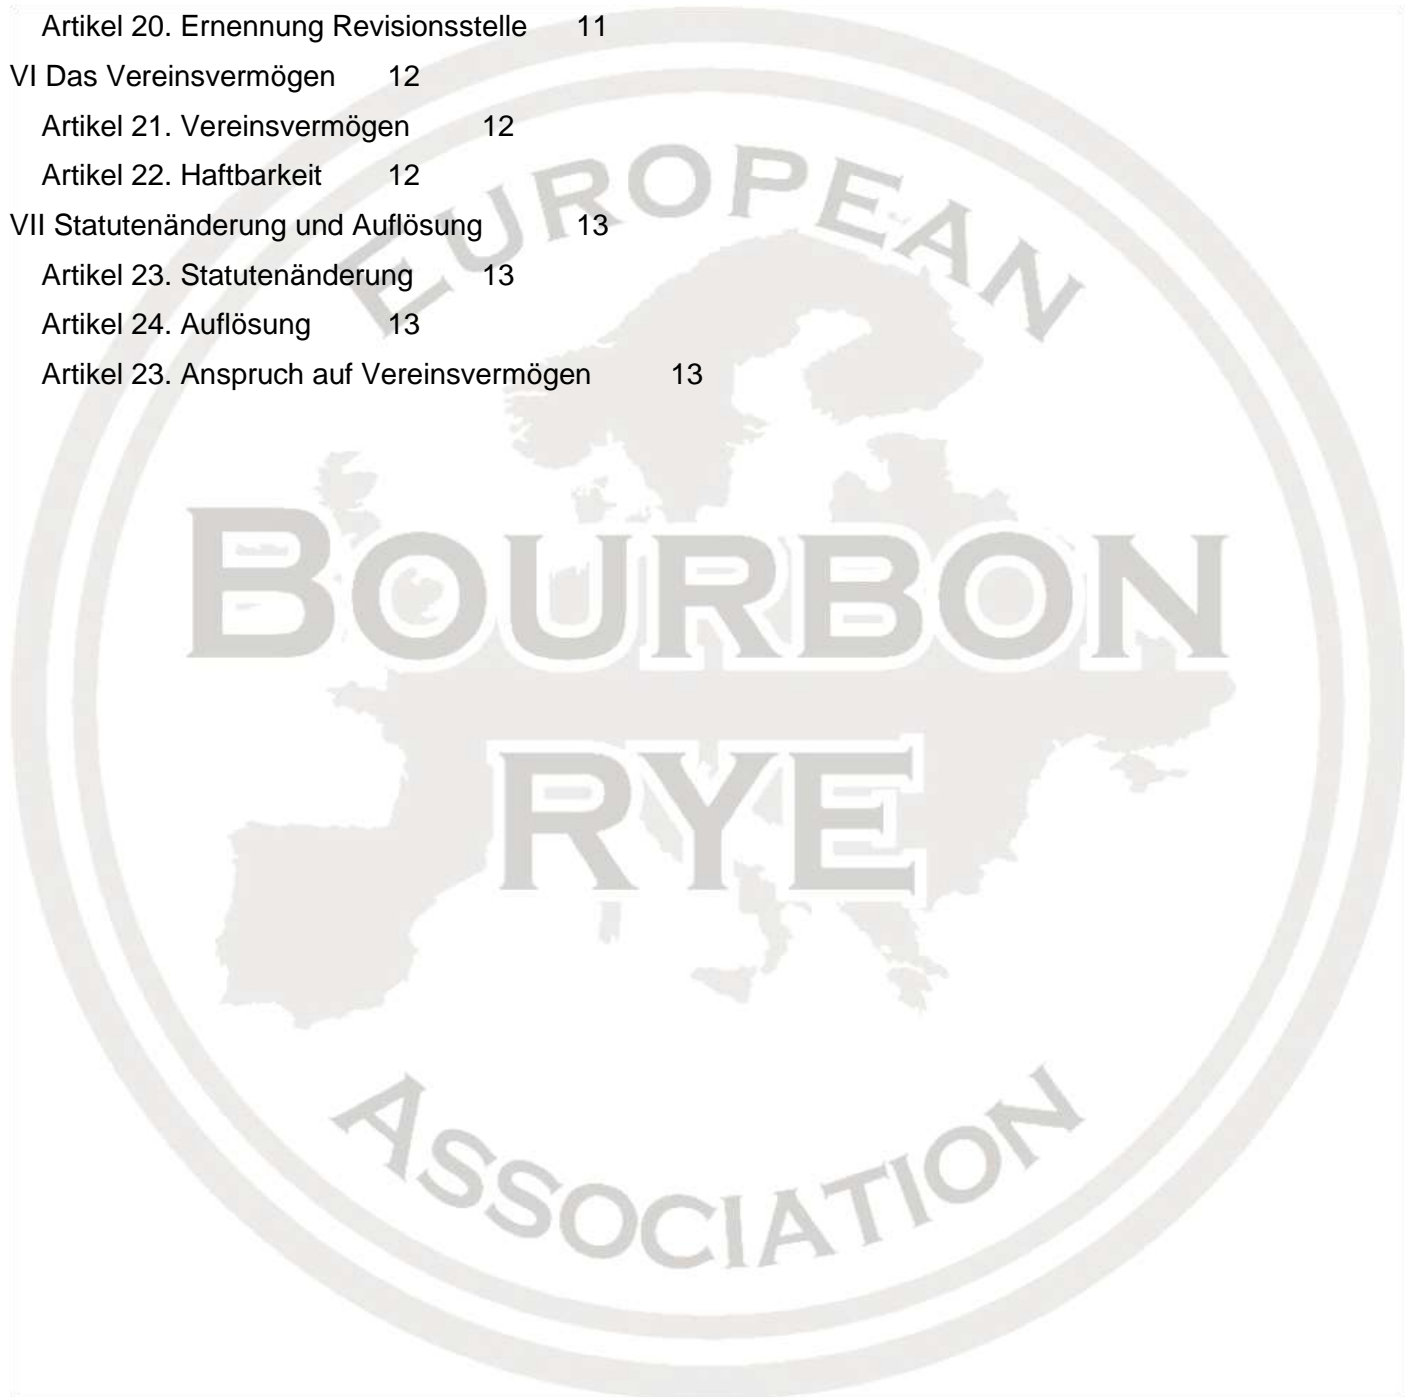 Artikel 20. Ernennung Revisionsstelle 11
VI Das Vereinsvermögen 12
Artikel 21. Vereinsvermögen 12
Artikel 22. Haftbarkeit 12
VII Statutenänderung und Auflösung 13
Artikel 23. Statutenänderung 13
Artikel 24. Auflösung 13
Artikel 23. Anspruch auf Vereinsvermögen 13
EUROPEAN
BOURBON
RYE
ASSOCIATION